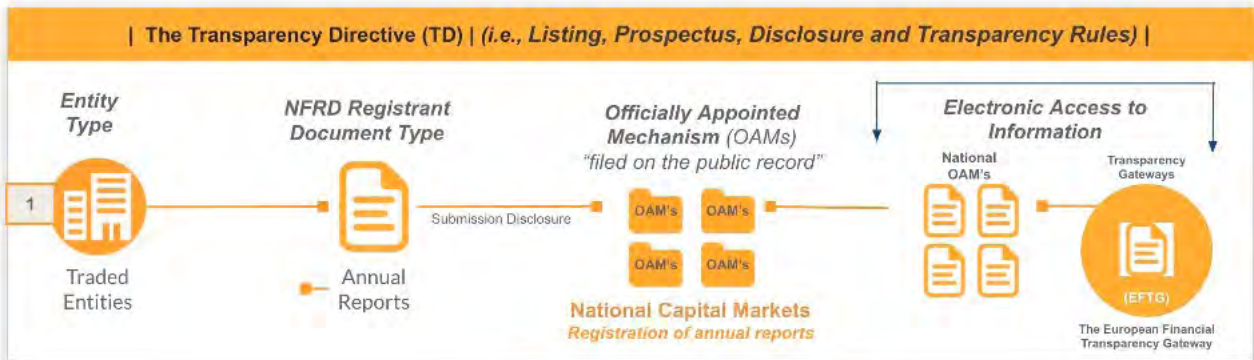 | The Transparency Directive (TD) | (i.e., Listing, Prospectus, Disclosure and Transparency Rules) |
1
Entity
Type
Traded
Entities
NFRD Registrant
Document Type
Annual
Reports
Submission Disclosure
Officially Appointed
Mechanism (OAMs)
"filed on the public record"
OAM's OAM's
OAM's OAM's
National Capital Markets
Registration of annual reports
Electronic Access to
Information
National
OAM's
Transparency
Gateways
(EFTG)
The European Financial
Transparency Gateway